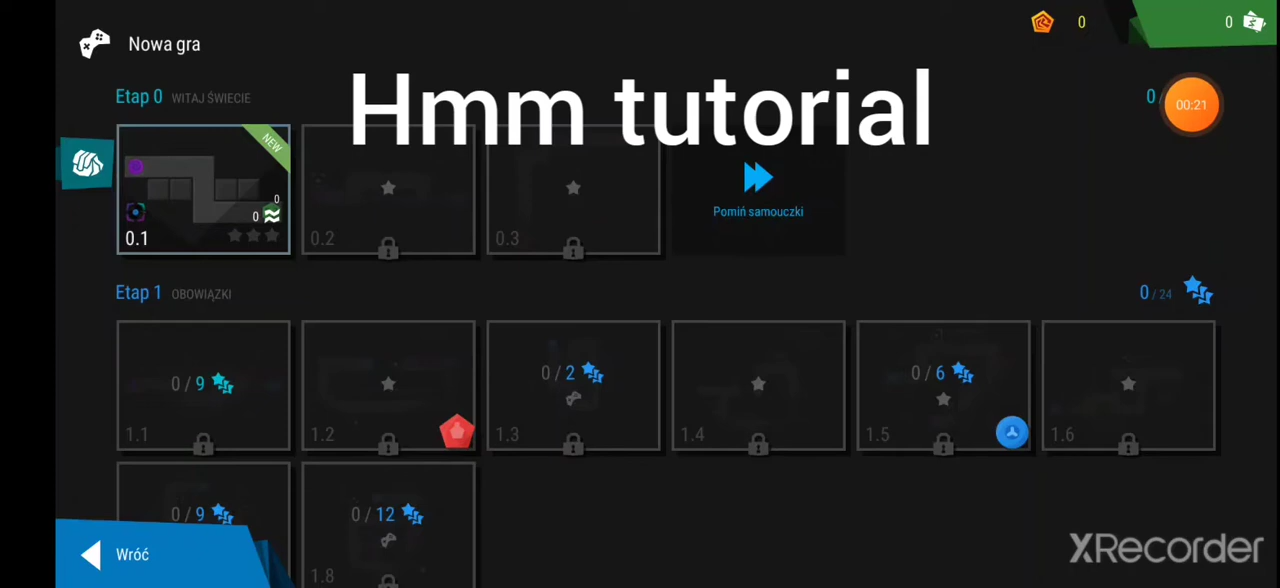 Nowa gra
0
0
Hmm tutorial
Etap 0 WITAJ ŚWIECIE
0 /
00:21
NEW
0
0
0.1
0.2
0.3
Pomiń samouczki
Etap 1 OBOWIĄZKI
0 / 24
0 / 9
1.1
1.2
0 / 2
1.3
1.4
0 / 6
1.5
1.6
0 / 9
0 / 12
1.8
Wróć
XRecorder